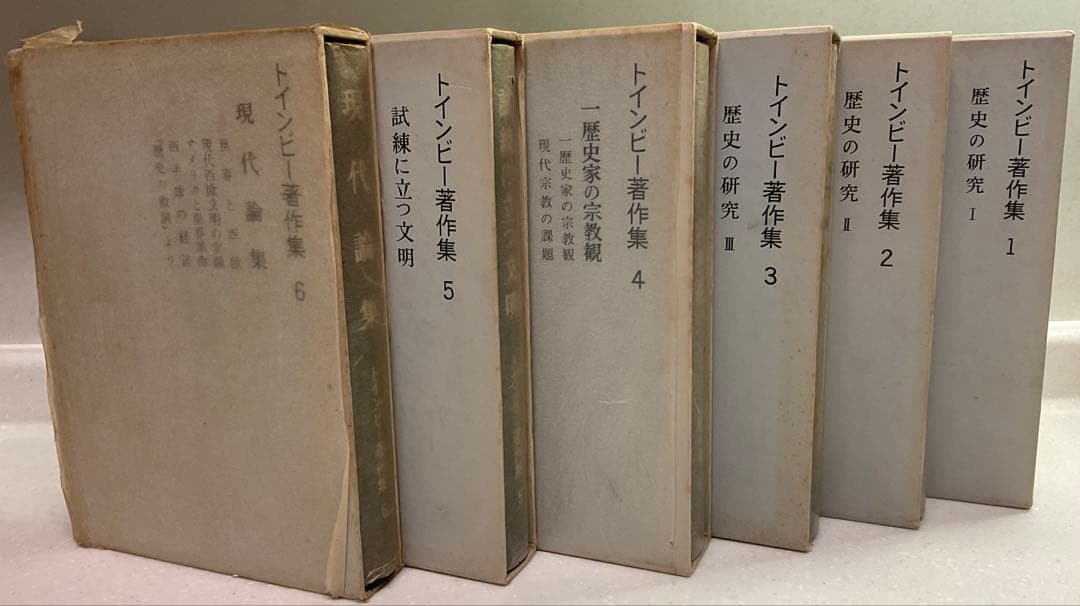 トインビー著作集 1
歴史の研究 Ⅰ
トインビー著作集 2
歴史の研究 Ⅱ
トインビー著作集 3
歴史の研究 Ⅲ
トインビー著作集 4
一歴史家の宗教観
一歴史家の宗教観
現代宗教の課題
トインビー著作集 5
試練に立つ文明
トインビー著作集 6
現代論集
世界と西欧
現代西欧文明の実験
アメリカと世界革命
西半球の経済
「歴史の教訓」より
現代論集